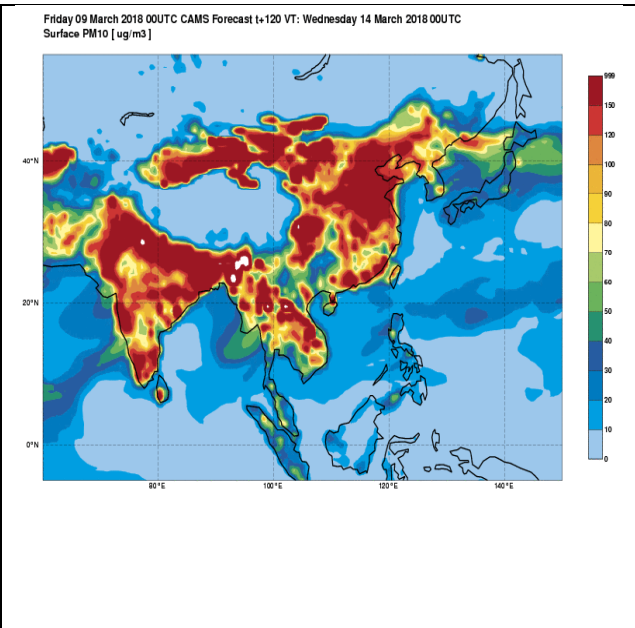 Friday 09 March 2018 00UTC CAMS Forecast t+120 VT: Wednesday 14 March 2018 00UTC
Surface PM10 [ ug/m3 ]
999
150
120
100
90
80
70
60
50
40
30
20
10
0
40°N
20°N
0°N
80°E
100°E
120°E
140°E